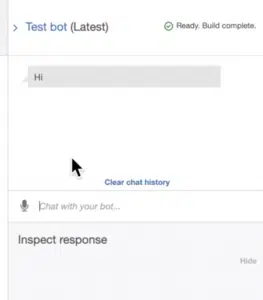 > Test bot (Latest)
Ready. Build complete.
Hi
Clear chat history
Chat with your bot...
Inspect response
Hide